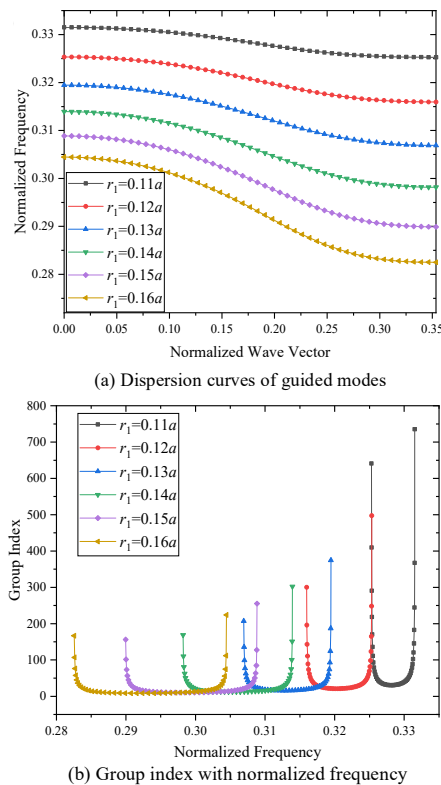 0.33
0.32
0.31
0.30
0.29
0.28
Normalized Frequency
r₁=0.11a
r₁=0.12a
r₁=0.13a
r₁=0.14a
r₁=0.15a
r₁=0.16a
0.00 0.05 0.10 0.15 0.20 0.25 0.30 0.35
Normalized Wave Vector
(a) Dispersion curves of guided modes
800
700
600
500
400
300
200
100
0
Group Index
r₁=0.11a
r₁=0.12a
r₁=0.13a
r₁=0.14a
r₁=0.15a
r₁=0.16a
0.28 0.29 0.30 0.31 0.32 0.33
Normalized Frequency
(b) Group index with normalized frequency